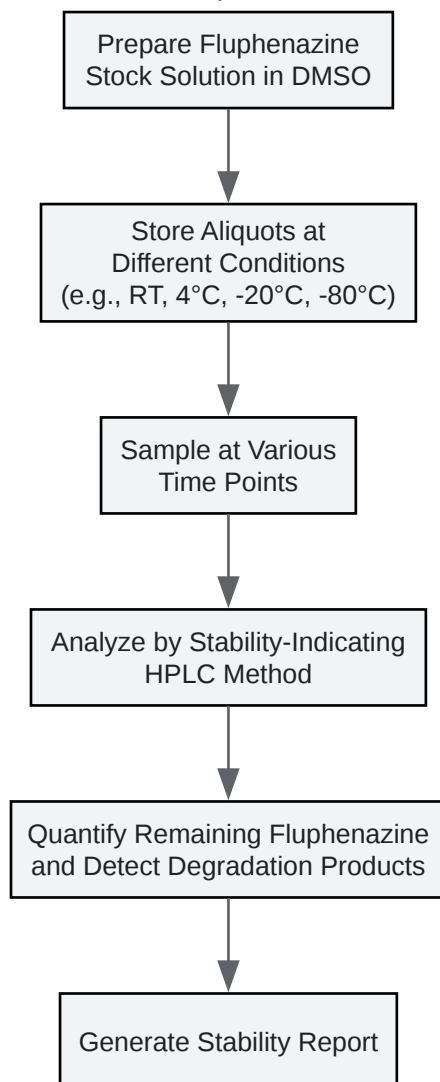 Prepare Fluphenazine
Stock Solution in DMSO
Store Aliquots at
Different Conditions
(e.g., RT, 4°C, -20°C, -80°C)
Sample at Various
Time Points
Analyze by Stability-Indicating
HPLC Method
Quantify Remaining Fluphenazine
and Detect Degradation Products
Generate Stability Report